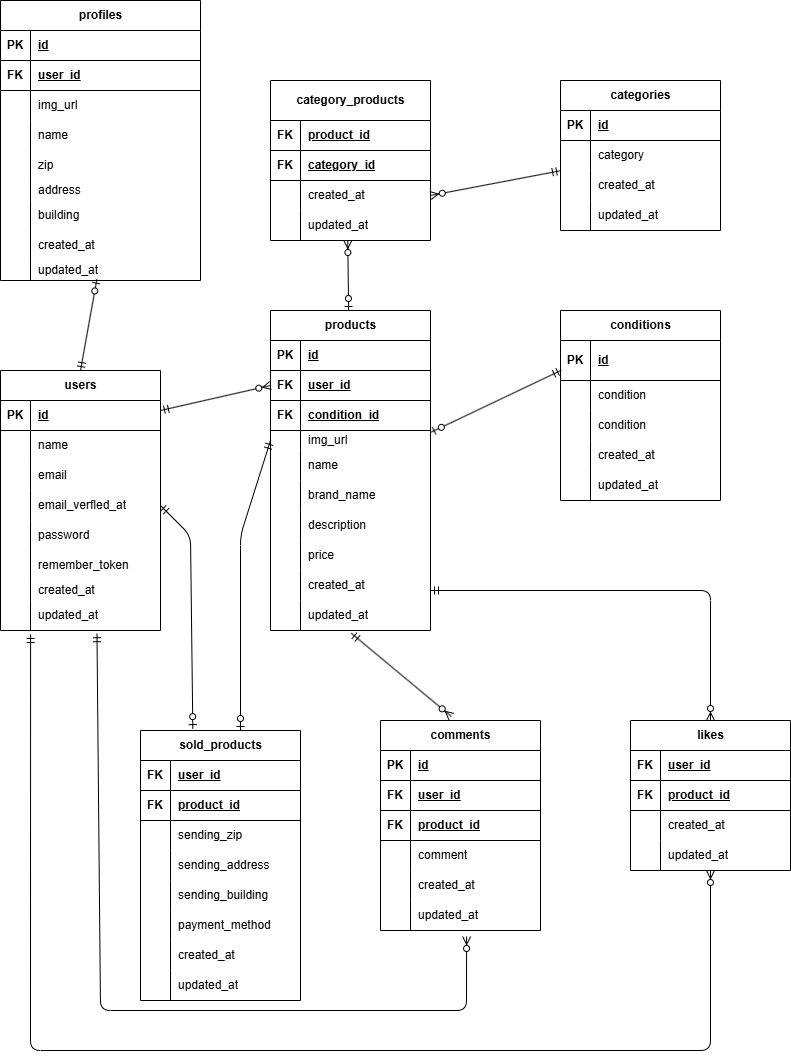 profiles
PK id
FK user_id
img_url
name
zip
address
building
created_at
updated_at
category_products
FK product_id
FK category_id
created_at
updated_at
categories
PK id
category
created_at
updated_at
users
PK id
name
email
email_verfled_at
password
remember_token
created_at
updated_at
products
PK id
FK user_id
FK condition_id
img_url
name
brand_name
description
price
created_at
updated_at
conditions
PK id
condition
condition
created_at
updated_at
sold_products
FK user_id
FK product_id
sending_zip
sending_address
sending_building
payment_method
created_at
updated_at
comments
PK id
FK user_id
FK product_id
comment
created_at
updated_at
likes
FK user_id
FK product_id
created_at
updated_at